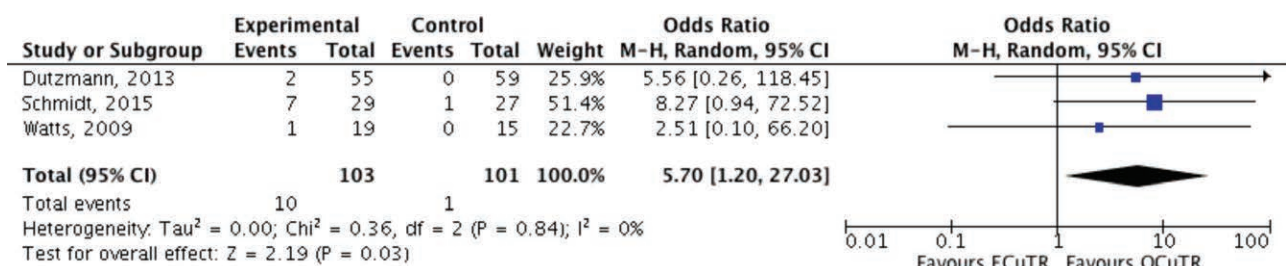 Experimental Control Odds Ratio Odds Ratio
Study or Subgroup Events Total Events Total Weight M-H, Random, 95% CI M-H, Random, 95% CI
Dutzmann, 2013 2 55 0 59 25.9% 5.56 [0.26, 118.45]
Schmidt, 2015 7 29 1 27 51.4% 8.27 [0.94, 72.52]
Watts, 2009 1 19 0 15 22.7% 2.51 [0.10, 66.20]
Total (95% CI) 103 101 100.0% 5.70 [1.20, 27.03]
Total events 10 1
Heterogeneity: Tau² = 0.00; Chi² = 0.36, df = 2 (P = 0.84); I² = 0%
Test for overall effect: Z = 2.19 (P = 0.03)
0.01 0.1 1 10 100
Favours ECuTR Favours OCuTR